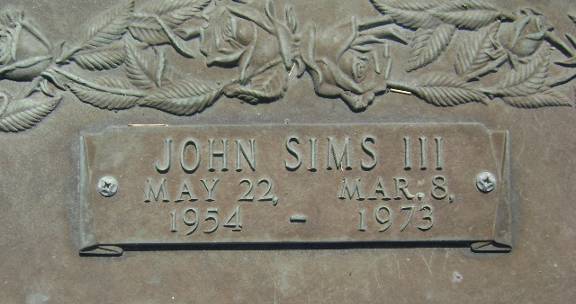 JOHN SIMS III
MAY 22, MAR. 8,
1954 - 1973